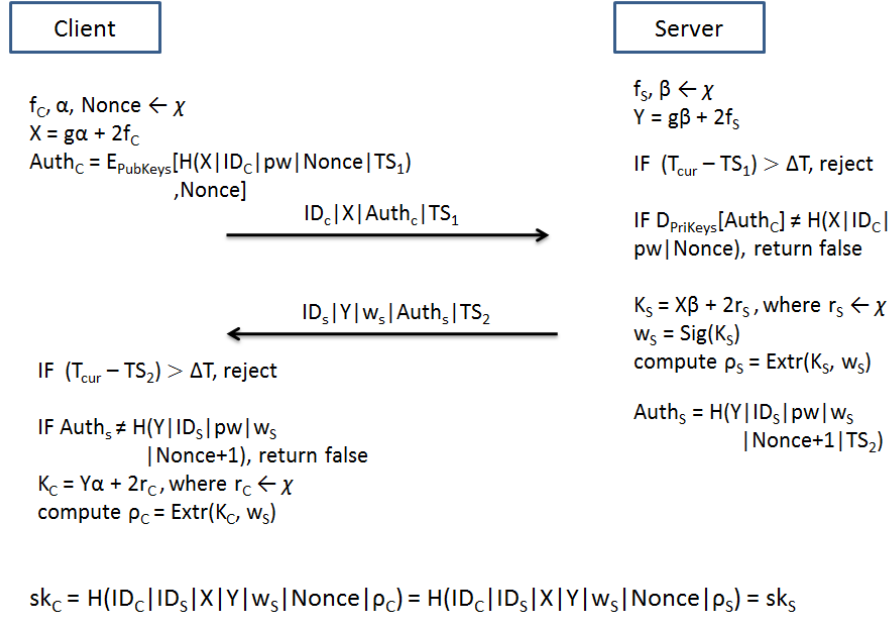 Client
Server
f_C, α, Nonce ← χ
X = gα + 2f_C
Auth_C = E_PubKeys[H(X|ID_C|pw|Nonce|TS_1)
,Nonce]
f_S, β ← χ
Y = gβ + 2f_s
IF (T_cur – TS_1) > ΔT, reject
ID_c|X|Auth_c|TS_1
IF D_PriKeys[Auth_C] ≠ H(X|ID_C|
pw|Nonce), return false
ID_s|Y|w_s|Auth_s|TS_2
K_S = Xβ + 2r_S, where r_S ← χ
w_S = Sig(K_S)
compute ρ_S = Extr(K_S, w_S)
IF (T_cur – TS_2) > ΔT, reject
Auth_S = H(Y|ID_S|pw|w_S
|Nonce+1|TS_2)
IF Auth_s ≠ H(Y|ID_S|pw|w_S
|Nonce+1), return false
K_C = Yα + 2r_C, where r_C ← χ
compute ρ_C = Extr(K_C, w_S)
sk_C = H(ID_C|ID_S|X|Y|w_S|Nonce|ρ_C) = H(ID_C|ID_S|X|Y|w_S|Nonce|ρ_S) = sk_S